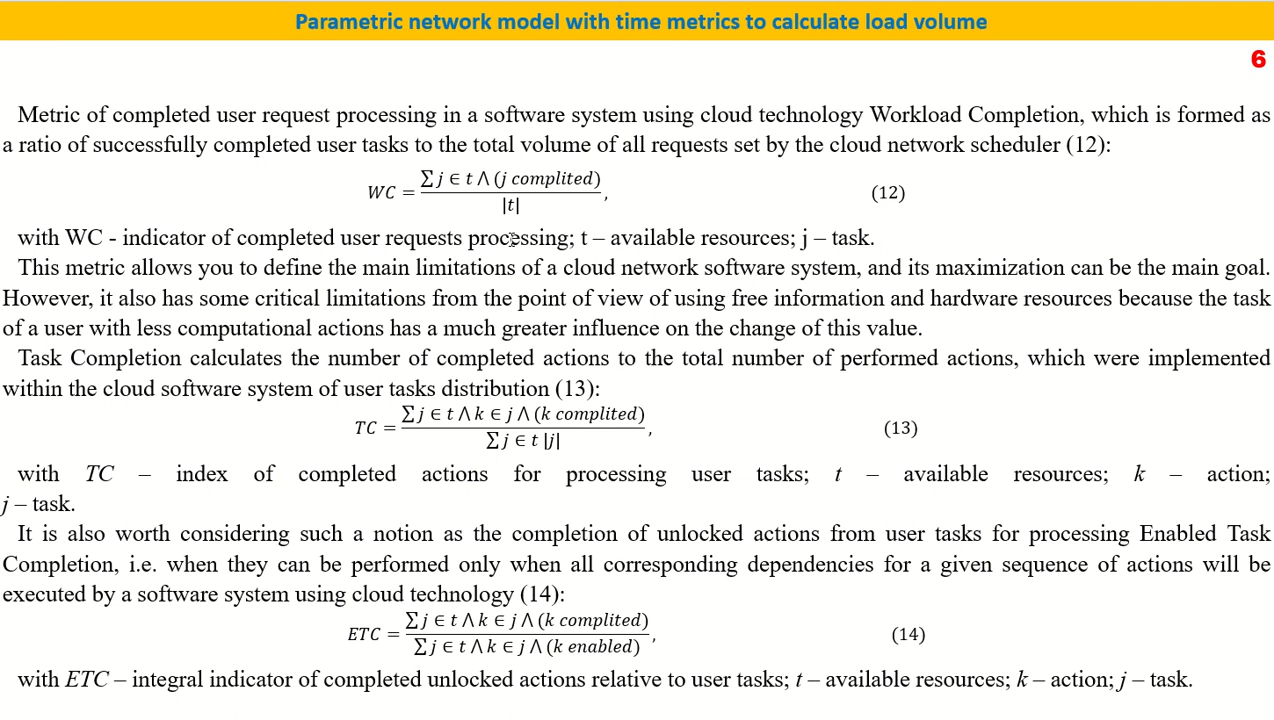 Parametric network model with time metrics to calculate load volume
6
Metric of completed user request processing in a software system using cloud technology Workload Completion, which is formed as
a ratio of successfully completed user tasks to the total volume of all requests set by the cloud network scheduler (12):
WC = ∑ j ∈ t ∧ (j complited) / |t| , (12)
with WC - indicator of completed user requests processing; t – available resources; j – task.
This metric allows you to define the main limitations of a cloud network software system, and its maximization can be the main goal.
However, it also has some critical limitations from the point of view of using free information and hardware resources because the task
of a user with less computational actions has a much greater influence on the change of this value.
Task Completion calculates the number of completed actions to the total number of performed actions, which were implemented
within the cloud software system of user tasks distribution (13):
TC = ∑ j ∈ t ∧ k ∈ j ∧ (k complited) / ∑ j ∈ t |j| , (13)
with TC – index of completed actions for processing user tasks; t – available resources; k – action;
j – task.
It is also worth considering such a notion as the completion of unlocked actions from user tasks for processing Enabled Task
Completion, i.e. when they can be performed only when all corresponding dependencies for a given sequence of actions will be
executed by a software system using cloud technology (14):
ETC = ∑ j ∈ t ∧ k ∈ j ∧ (k complited) / ∑ j ∈ t ∧ k ∈ j ∧ (k enabled) , (14)
with ETC – integral indicator of completed unlocked actions relative to user tasks; t – available resources; k – action; j – task.